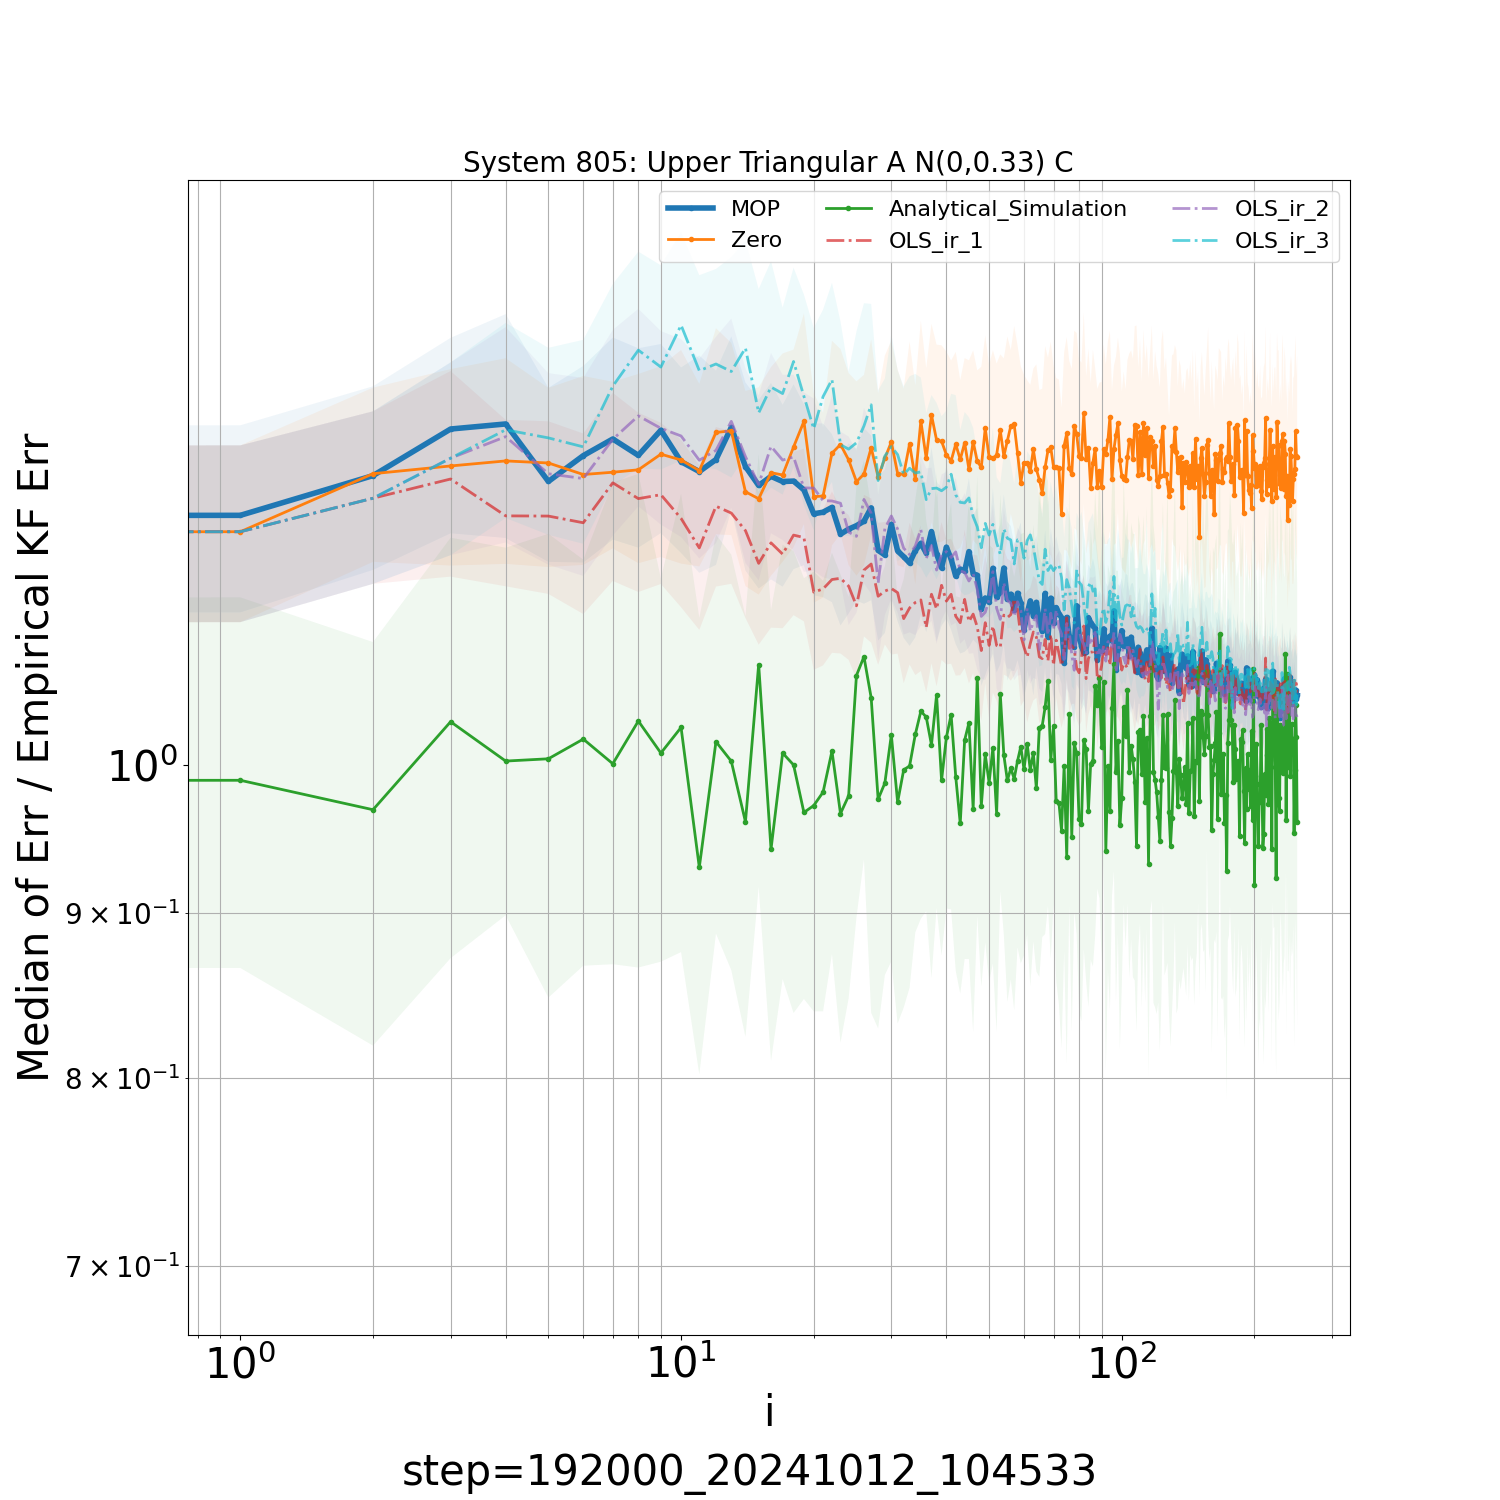 System 805: Upper Triangular A N(0,0.33) C
MOP
Zero
Analytical_Simulation
OLS_ir_1
OLS_ir_2
OLS_ir_3
Median of Err / Empirical KF Err
10⁰
9 × 10⁻¹
8 × 10⁻¹
7 × 10⁻¹
10⁰ 10¹ 10²
i
step=192000_20241012_104533